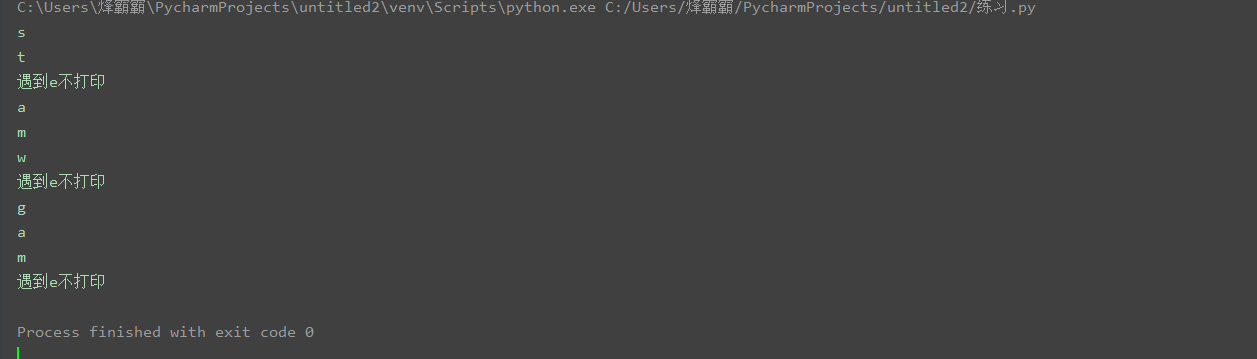 C:\Users\烽霸霸\PycharmProjects\untitled2\venv\Scripts\python.exe C:/Users/烽霸霸/PycharmProjects/untitled2/练习.py
s
t
遇到e不打印
a
m
w
遇到e不打印
g
a
m
遇到e不打印
Process finished with exit code 0